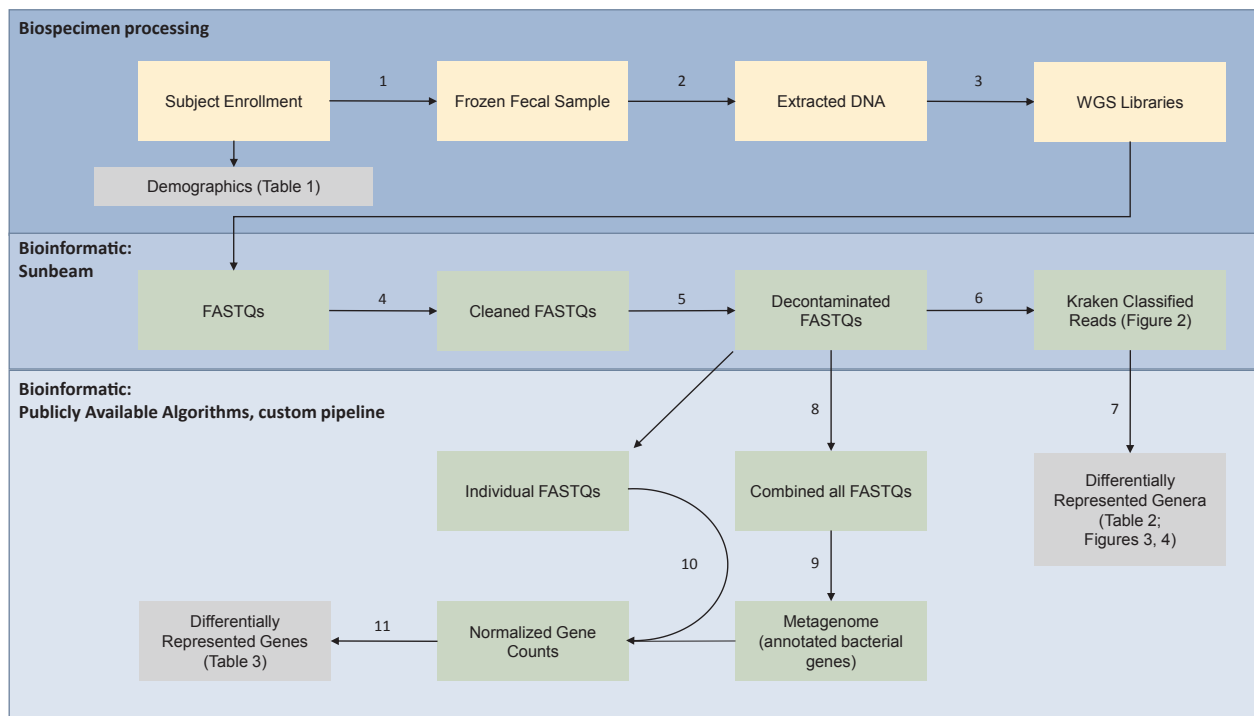 Biospecimen processing
1
2
3
Subject Enrollment
Frozen Fecal Sample
Extracted DNA
WGS Libraries
Demographics (Table 1)
Bioinformatic:
Sunbeam
4
5
6
FASTQs
Cleaned FASTQs
Decontaminated
FASTQs
Kraken Classified
Reads (Figure 2)
Bioinformatic:
Publicly Available Algorithms, custom pipeline
8
7
Individual FASTQs
Combined all FASTQs
Differentially
Represented Genera
(Table 2;
Figures 3, 4)
10
9
Differentially
Represented Genes
(Table 3)
11
Normalized Gene
Counts
Metagenome
(annotated bacterial
genes)